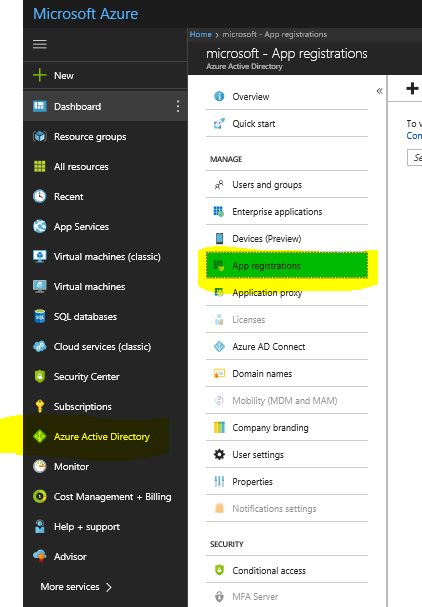 Microsoft Azure
Home > microsoft - App registrations
microsoft - App registrations
Azure Active Directory
New
Dashboard
Resource groups
All resources
Recent
App Services
Virtual machines (classic)
Virtual machines
SQL databases
Cloud services (classic)
Security Center
Subscriptions
Azure Active Directory
Monitor
Cost Management + Billing
Help + support
Advisor
More services >
Overview
Quick start
MANAGE
Users and groups
Enterprise applications
Devices (Preview)
App registrations
Application proxy
Licenses
Azure AD Connect
Domain names
Mobility (MDM and MAM)
Company branding
User settings
Properties
Notifications settings
SECURITY
Conditional access
MFA Server
To